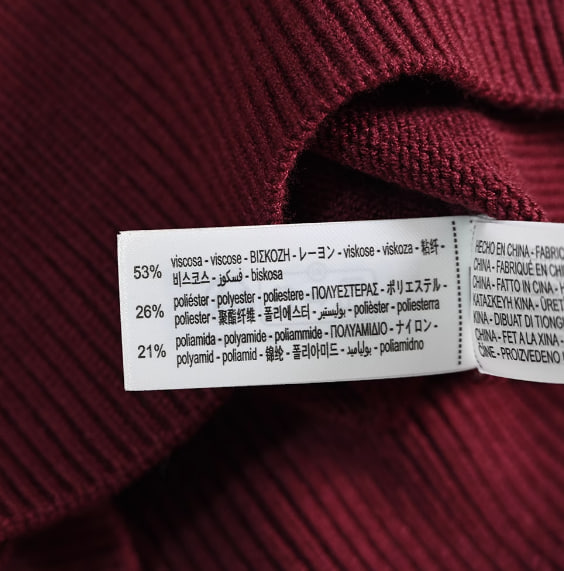 53% viscosa - viscose - ΒΙΣΚΟΖΗ - レーヨン - viskose - viskoza - 粘纤 -
비스코스 - فسكوز - biskosa
26% poliéster - polyester - poliestere - ΠΟΛΥΕΣΤΕΡΑΣ - ポリエステル -
poliester - 聚酯纤维 - 폴리에스터 - بوليستير - polièster - poliesterra
21% poliamida - polyamide - poliammide - ΠΟΛΥΑΜΙΔΙΟ - ナイロン -
polyamid - poliamid - 锦纶 - 폴리아미드 - بولياميد - poliamidno
HECHO EN CHINA - FABRIC
CHINA - FABRIQUÉ EN CHI
CHINA - FATTO IN CINA -
ΚΑΤΑΣΚΕΥΗ ΚΙΝΑ - ÜRET
KINA - DIBUAT DI TIONG
CHINA - FET A LA XINA -
ČINE - PROIZVEDENO